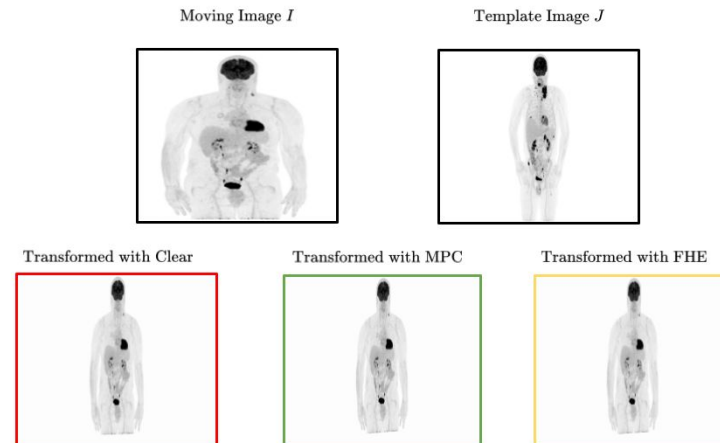 Moving Image I
Template Image J
Transformed with Clear
Transformed with MPC
Transformed with FHE